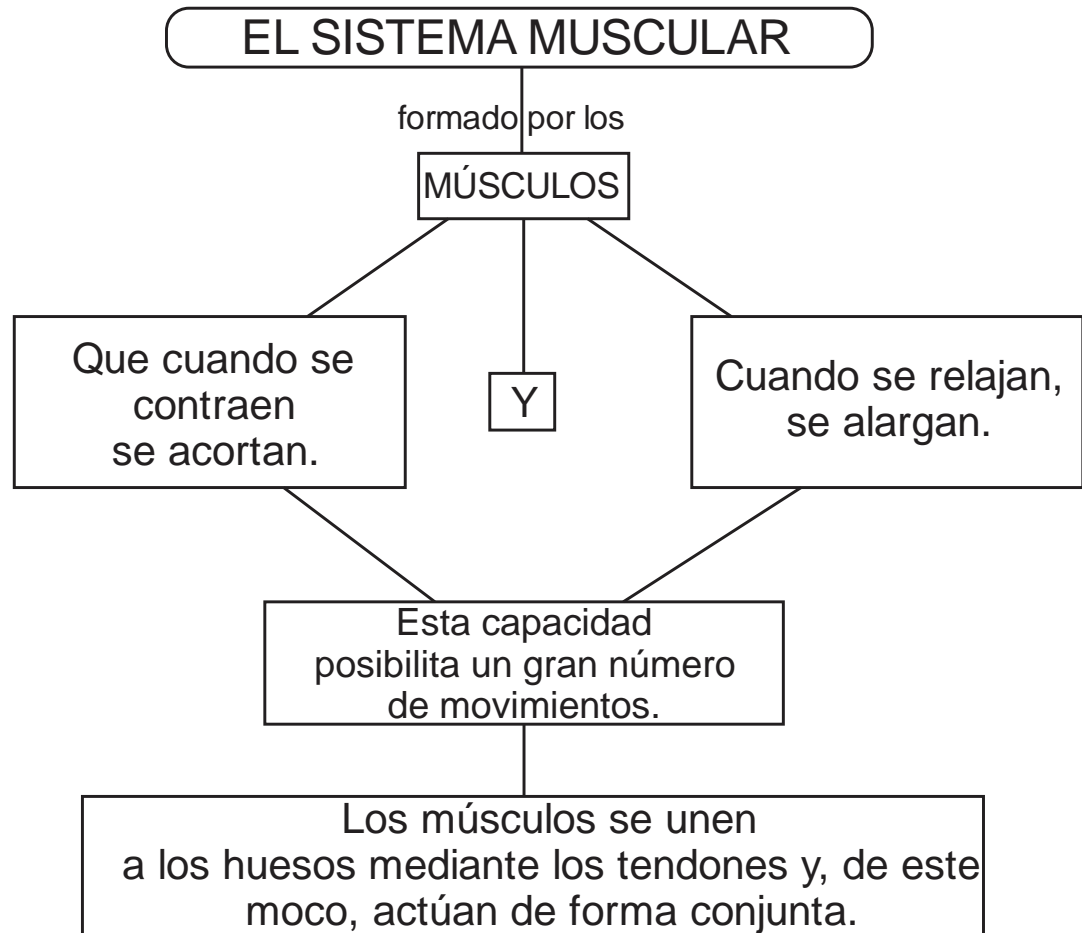 EL SISTEMA MUSCULAR
formado por los
MÚSCULOS
Que cuando se
contraen
se acortan.
Y
Cuando se relajan,
se alargan.
Esta capacidad
posibilita un gran número
de movimientos.
Los músculos se unen
a los huesos mediante los tendones y, de este
moco, actúan de forma conjunta.